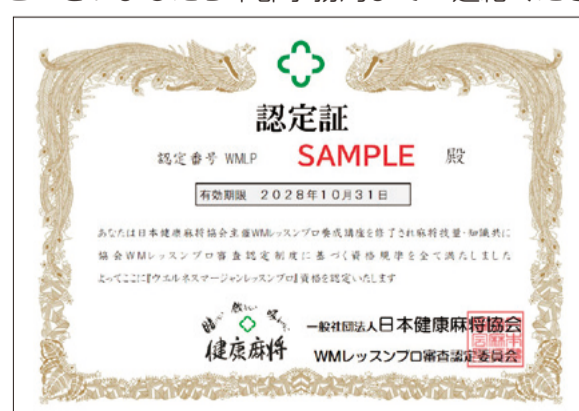 認定証
認定番号 WMLP SAMPLE 殿
有効期限 2028年10月31日
あなたは日本健康麻将協会主催WMレッスンプロ養成講座を修了され麻将技量・知識共に
協会WMレッスンプロ審査認定制度に基づく資格規準を全て満たしました
よってここに『ウエルネスマージャンレッスンプロ』資格を認定いたします
健康麻将
一般社団法人日本健康麻将協会
WMレッスンプロ審査認定委員会